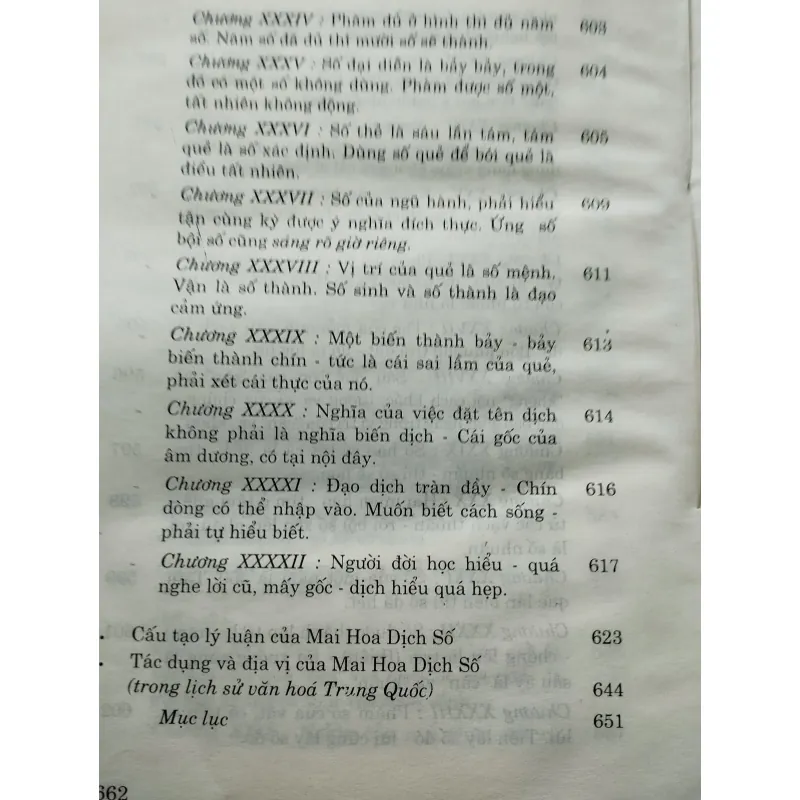 Chương XXXIV : Phàm đủ ở hình thì đủ năm 603
số. Năm số đã đủ thì mười số sẽ thành.
Chương XXXV : Số đại diễn là bảy bảy, trong 604
đó có một số không dùng. Phàm được số một,
tất nhiên không động.
Chương XXXVI : Số thể là sáu lần tám, tám 605
quẻ là số xác định. Dùng số quẻ để bói quẻ là
điều tất nhiên.
Chương XXXVII : Số của ngũ hành, phải hiểu 609
tận cùng kỳ được ý nghĩa đích thực. Ứng số
bội số cũng sáng rõ giờ riêng.
Chương XXXVIII : Vị trí của quẻ là số mệnh. 611
Vận là số thành. Số sinh và số thành là đạo
cảm ứng.
Chương XXXIX : Một biến thành bảy - bảy 613
biến thành chín - tức là cái sai lầm của quẻ,
phải xét cái thực của nó.
Chương XXXX : Nghĩa của việc đặt tên dịch 614
không phải là nghĩa biến dịch - Cái gốc của
âm dương, có tại nội đây.
Chương XXXXI : Đạo dịch tràn đầy - Chín 616
dòng có thể nhập vào. Muốn biết cách sống -
phải tự hiểu biết.
Chương XXXXII : Người đời học hiểu - quá 617
nghe lời cũ, mấy gốc - dịch hiểu quá hẹp.
. Cấu tạo lý luận của Mai Hoa Dịch Số 623
. Tác dụng và địa vị của Mai Hoa Dịch Số
(trong lịch sử văn hoá Trung Quốc) 644
Mục lục 651
662